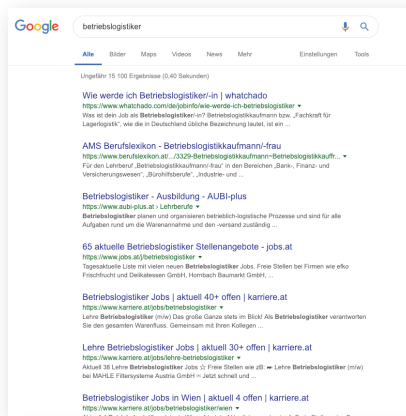 Google
betriebslogistiker
Alle Bilder Maps Videos News Mehr Einstellungen Tools
Ungefähr 15 100 Ergebnisse (0,40 Sekunden)
Wie werde ich Betriebslogistiker/-in | whatchado
https://www.whatchado.com/de/jobinfo/wie-werde-ich-betriebslogistiker ▾
Was ist dein Job als Betriebslogistiker/-in? Betriebslogistikkaufmann bzw. „Fachkraft für
Lagerlogistik“, wie die in Deutschland übliche Bezeichnung lautet, ist ein ...
AMS Berufslexikon - Betriebslogistikkaufmann/-frau
https://www.berufslexikon.at/.../3329-Betriebslogistikkaufmann~Betriebslogistikkauffr... ▾
Für den Lehrberuf „Betriebslogistikkaufmann/-frau“ in den Bereichen „Bank-, Finanz- und
Versicherungswesen“, „Bürohilfsberufe“, „Industrie- und ...
Betriebslogistiker - Ausbildung - AUBI-plus
https://www.aubi-plus.at › Lehrberufe ▾
Betriebslogistiker planen und organisieren betrieblich-logistische Prozesse und sind für alle
Aufgaben rund um die Warenannahme und den -versand zuständig ...
65 aktuelle Betriebslogistiker Stellenangebote - jobs.at
https://www.jobs.at/j/betriebslogistiker ▾
Tagesaktuelle Liste mit vielen neuen Betriebslogistiker Jobs. Freie Stellen bei Firmen wie efko
Frischfrucht und Delikatessen GmbH, Hornbach Baumarkt GmbH, ...
Betriebslogistiker Jobs | aktuell 40+ offen | karriere.at
https://www.karriere.at/jobs/betriebslogistiker ▾
Lehre Betriebslogistiker (m/w) Das große Ganze stets im Blick! Als Betriebslogistiker verantworten
Sie den gesamten Warenfluss. Gemeinsam mit Ihren Kollegen ...
Lehre Betriebslogistiker Jobs | aktuell 30+ offen | karriere.at
https://www.karriere.at/jobs/lehre-betriebslogistiker ▾
Aktuell 38 Lehre Betriebslogistiker Jobs ☆ Freie Stellen wie zB: ➡ Lehre Betriebslogistiker (m/w)
bei MAHLE Filtersysteme Austria GmbH Jetzt schnell und ...
Betriebslogistiker Jobs in Wien | aktuell 4 offen | karriere.at
https://www.karriere.at/jobs/betriebslogistiker/wien ▾